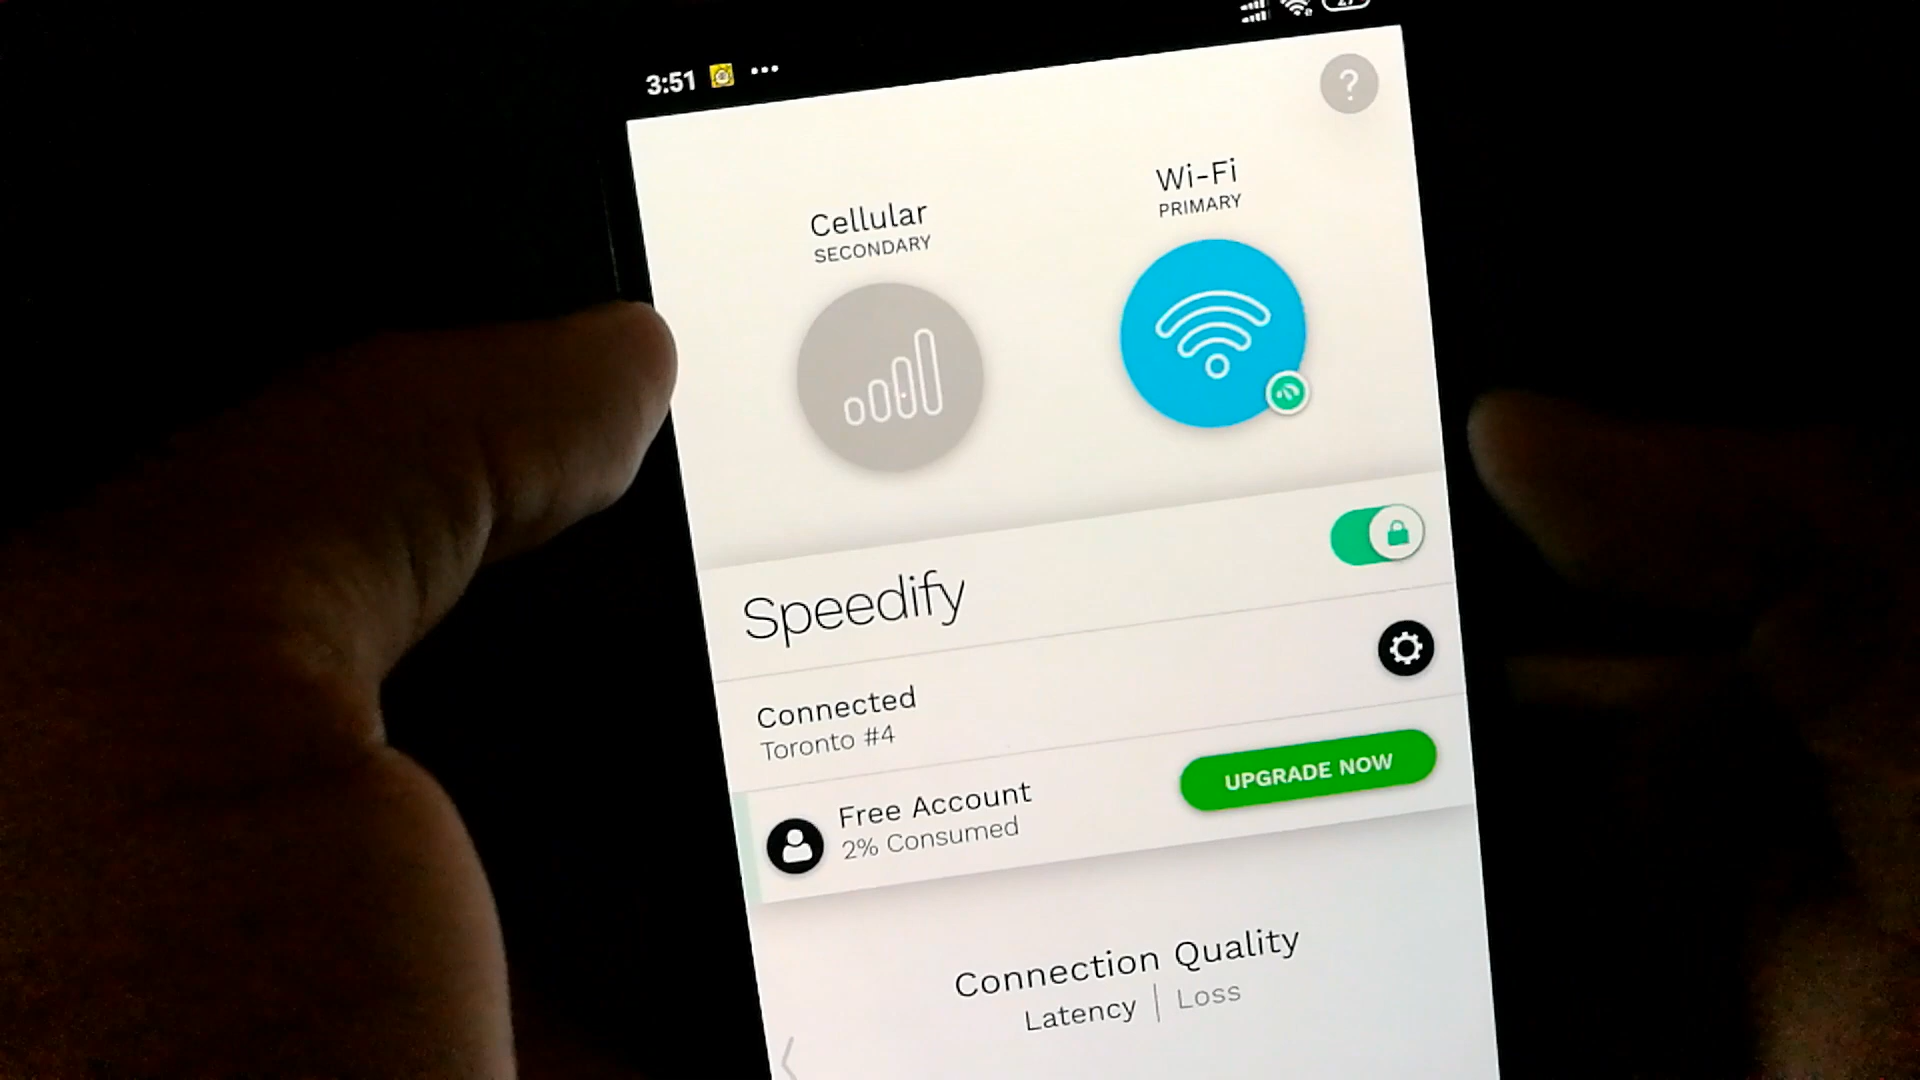 3:51
27
?
Wi-Fi
PRIMARY
Cellular
SECONDARY
Speedify
Connected
Toronto #4
Free Account
2% Consumed
UPGRADE NOW
Connection Quality
Latency | Loss